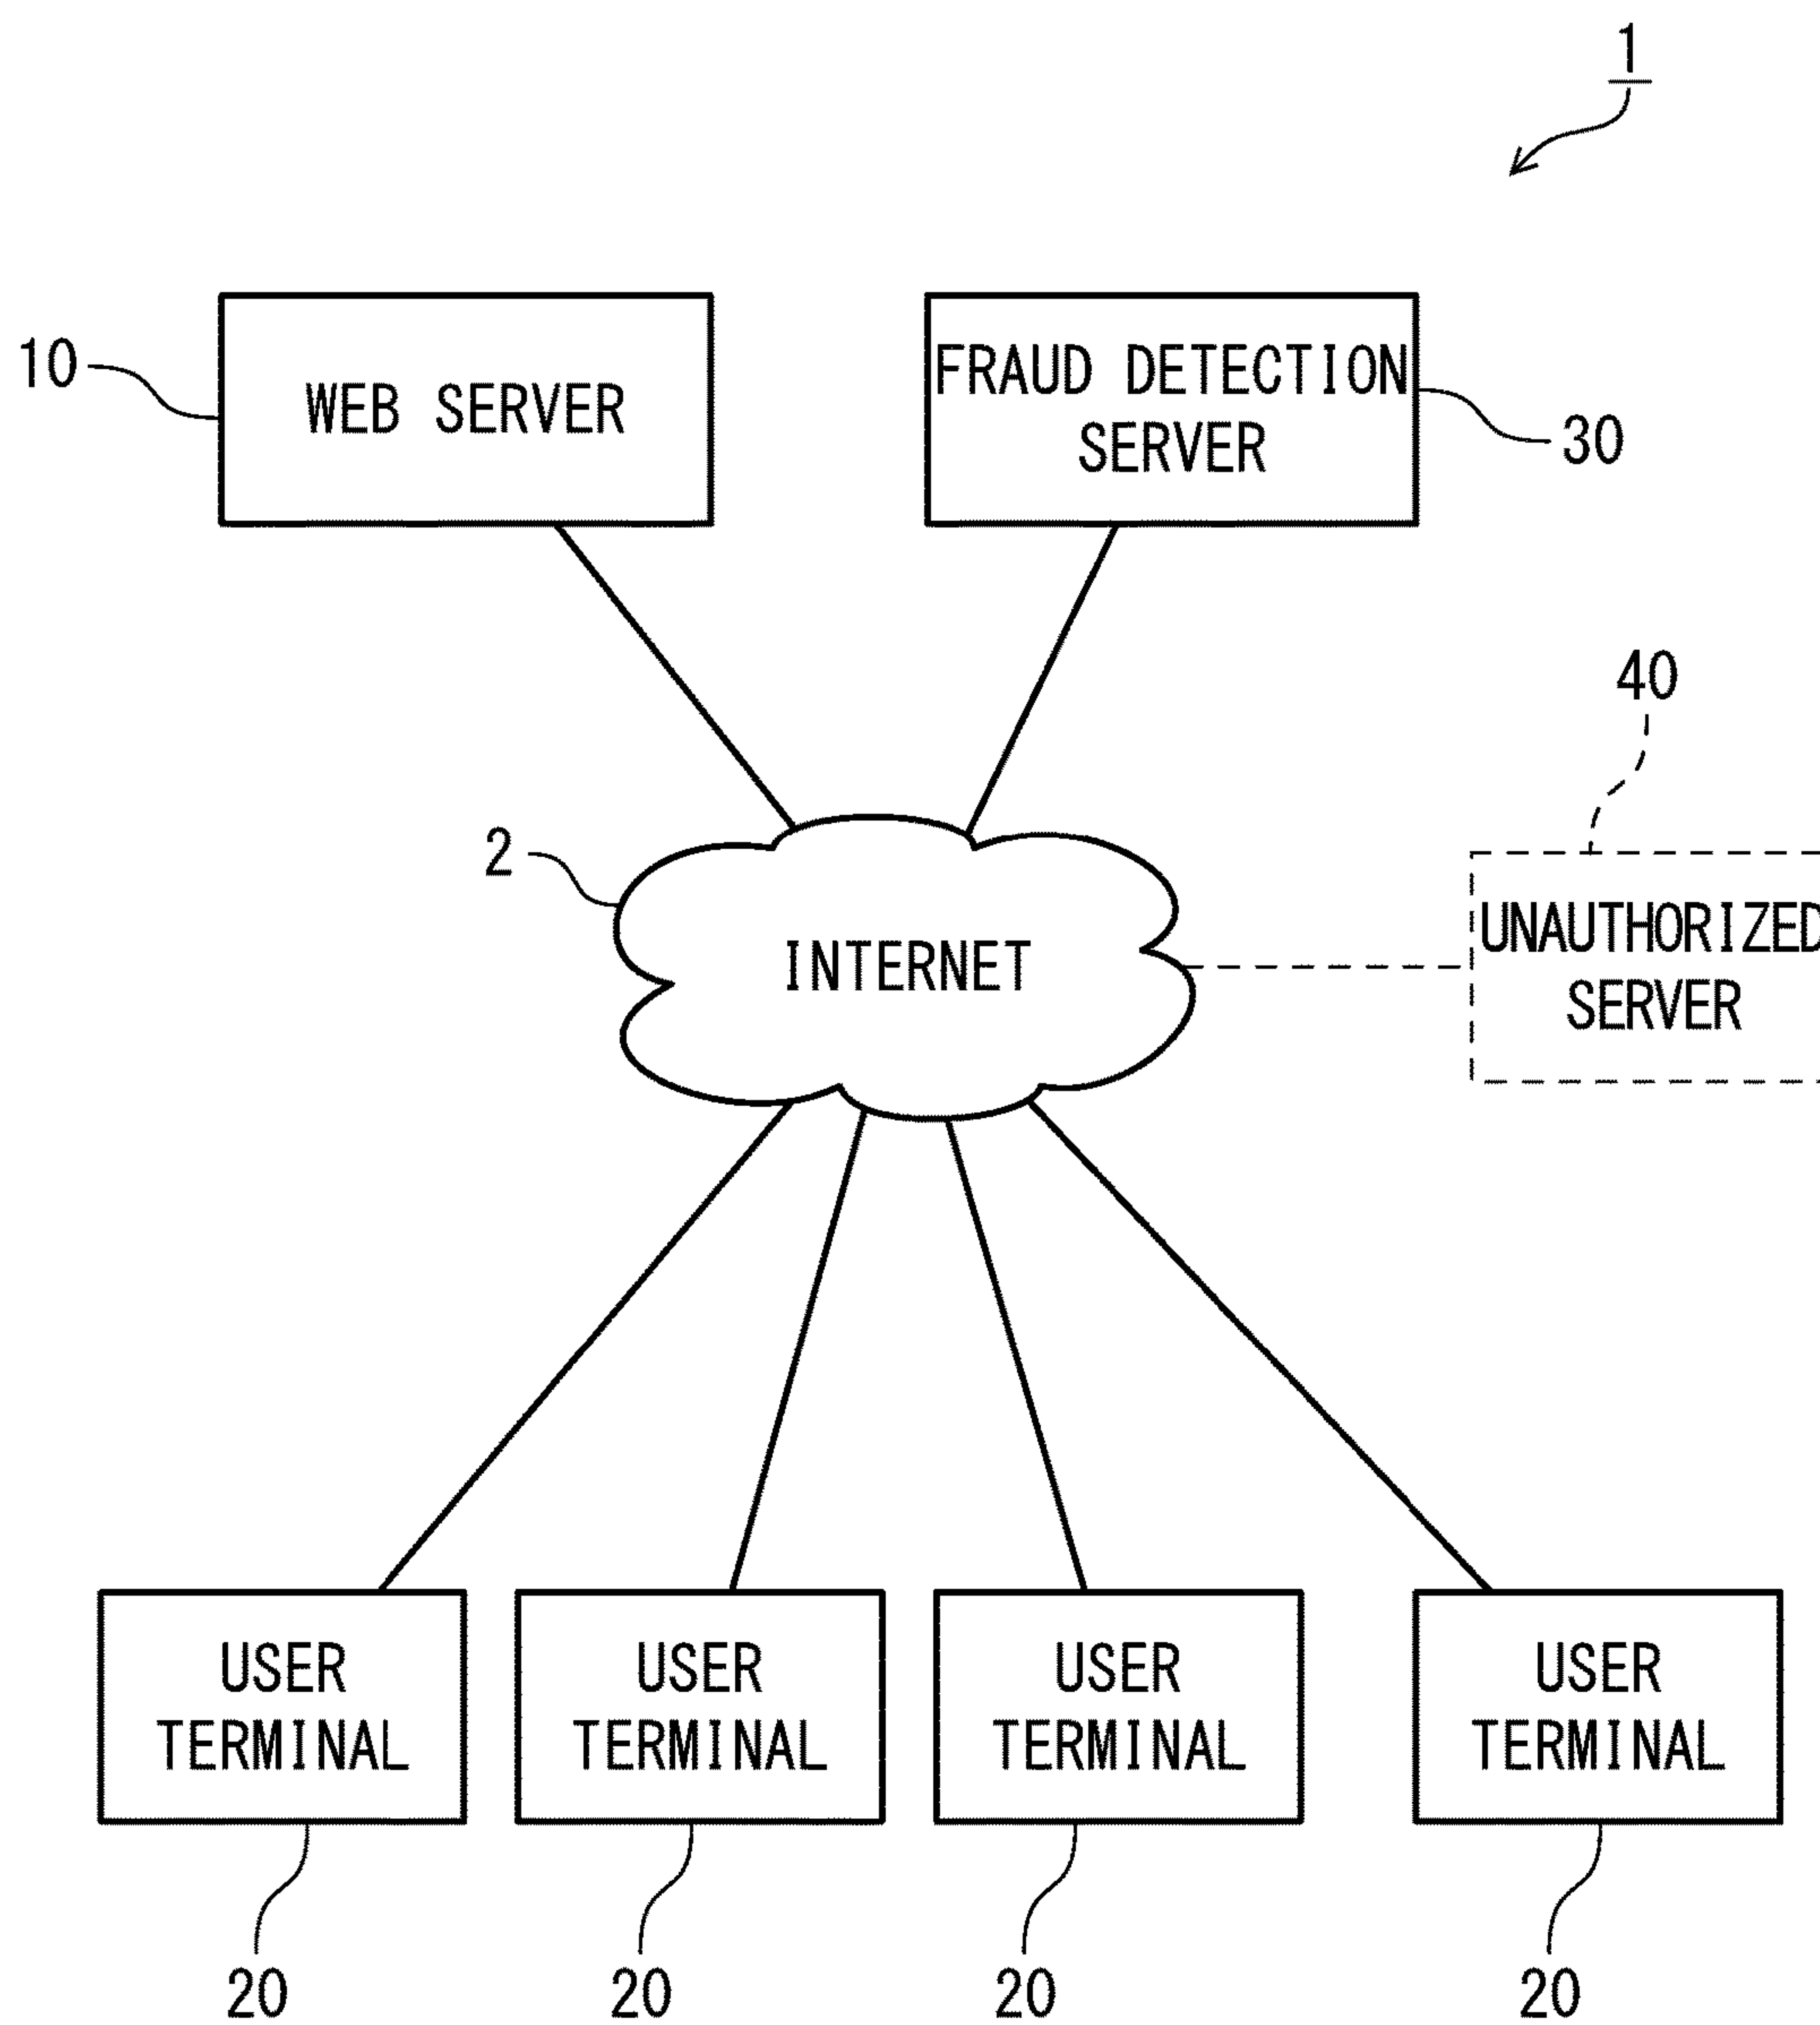 1
10
WEB SERVER
FRAUD DETECTION
SERVER
30
40
2
INTERNET
UNAUTHORIZED
SERVER
USER
TERMINAL
USER
TERMINAL
USER
TERMINAL
USER
TERMINAL
20
20
20
20